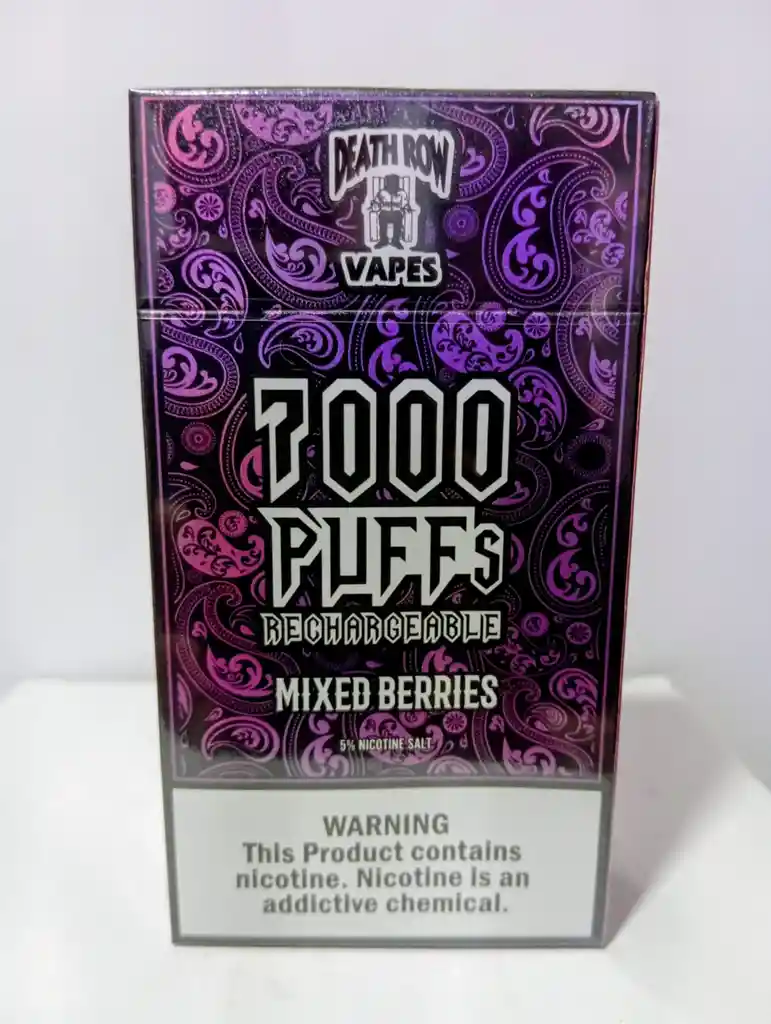 DEATH ROW
VAPES
7000
PUFFS
RECHARGEABLE
MIXED BERRIES
5% NICOTINE SALT
WARNING
This Product contains
nicotine. Nicotine is an
addictive chemical.